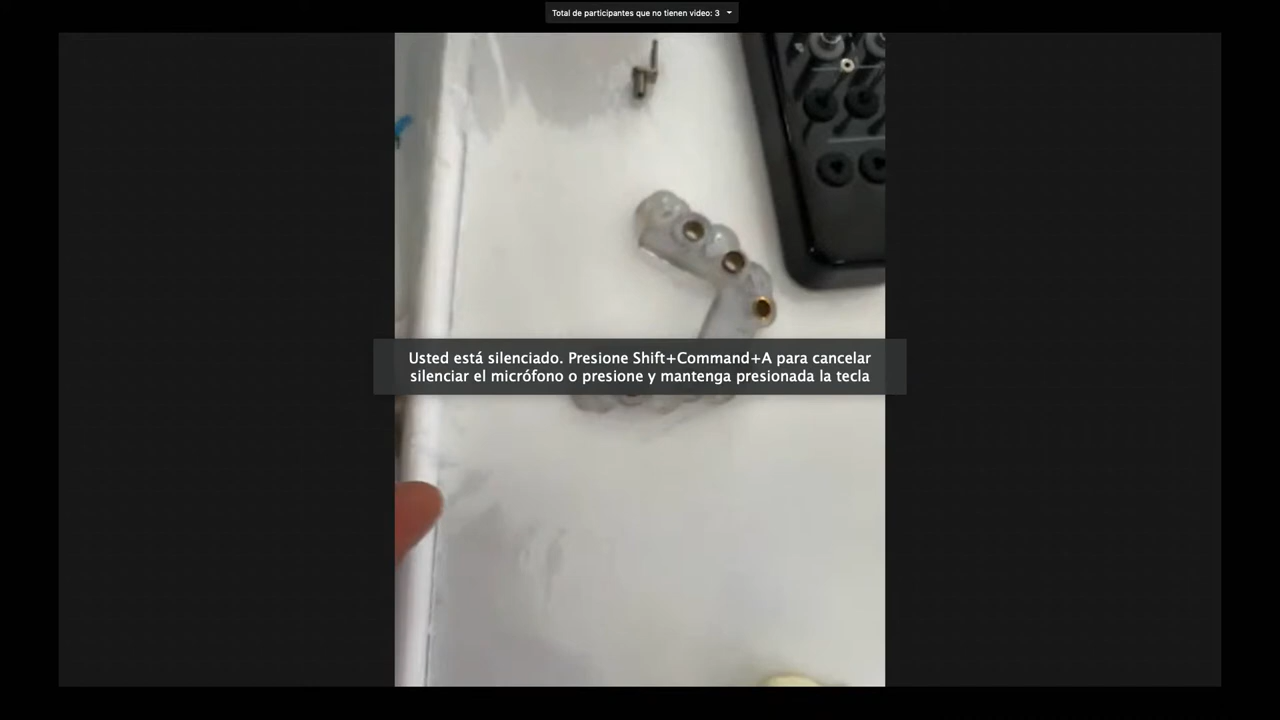 Total de participantes que no tienen video: 3
Usted está silenciado. Presione Shift+Command+A para cancelar
silenciar el micrófono o presione y mantenga presionada la tecla